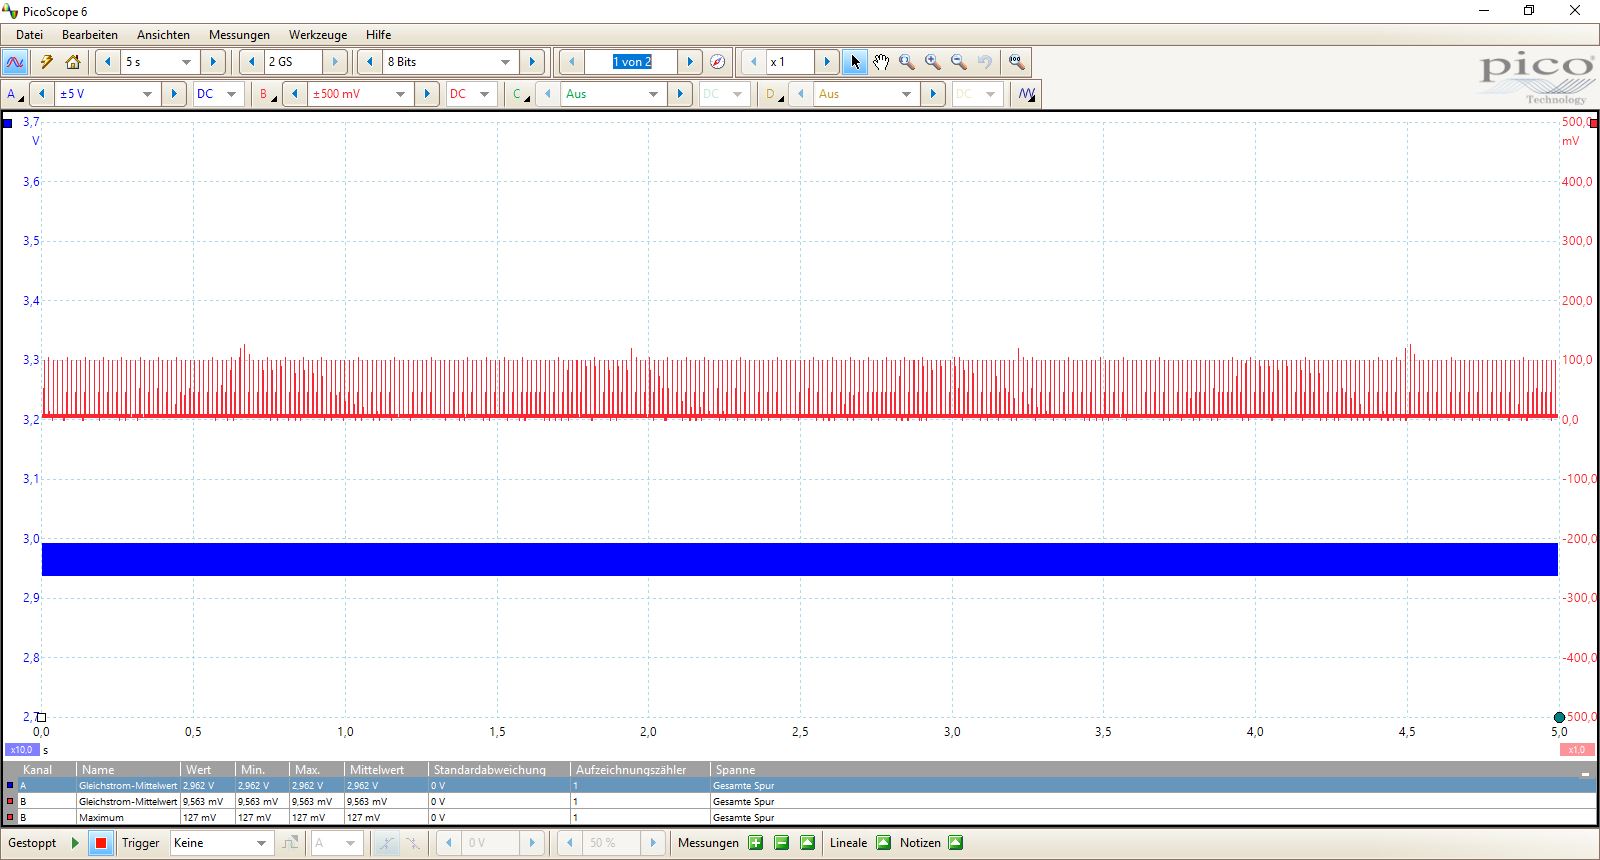 PicoScope 6
Datei Bearbeiten Ansichten Messungen Werkzeuge Hilfe
5 s 2 GS 8 Bits 1 von 2 x 1
pico
Technology
A ±5 V DC B ±500 mV DC C Aus DC D Aus DC
3,7 500,0
V mV
3,6 400,0
3,5 300,0
3,4 200,0
3,3 100,0
3,2 0,0
3,1 -100,0
3,0 -200,0
2,9 -300,0
2,8 -400,0
2,7 -500,0
0,0 0,5 1,0 1,5 2,0 2,5 3,0 3,5 4,0 4,5 5,0
x10,0 s x1,0
Kanal Name Wert Min. Max. Mittelwert Standardabweichung Aufzeichnungszähler Spanne
A Gleichstrom-Mittelwert 2,962 V 2,962 V 2,962 V 2,962 V 0 V 1 Gesamte Spur
B Gleichstrom-Mittelwert 9,563 mV 9,563 mV 9,563 mV 9,563 mV 0 V 1 Gesamte Spur
B Maximum 127 mV 127 mV 127 mV 127 mV 0 V 1 Gesamte Spur
Gestoppt Trigger Keine A 0 V 50 % Messungen Lineale Notizen